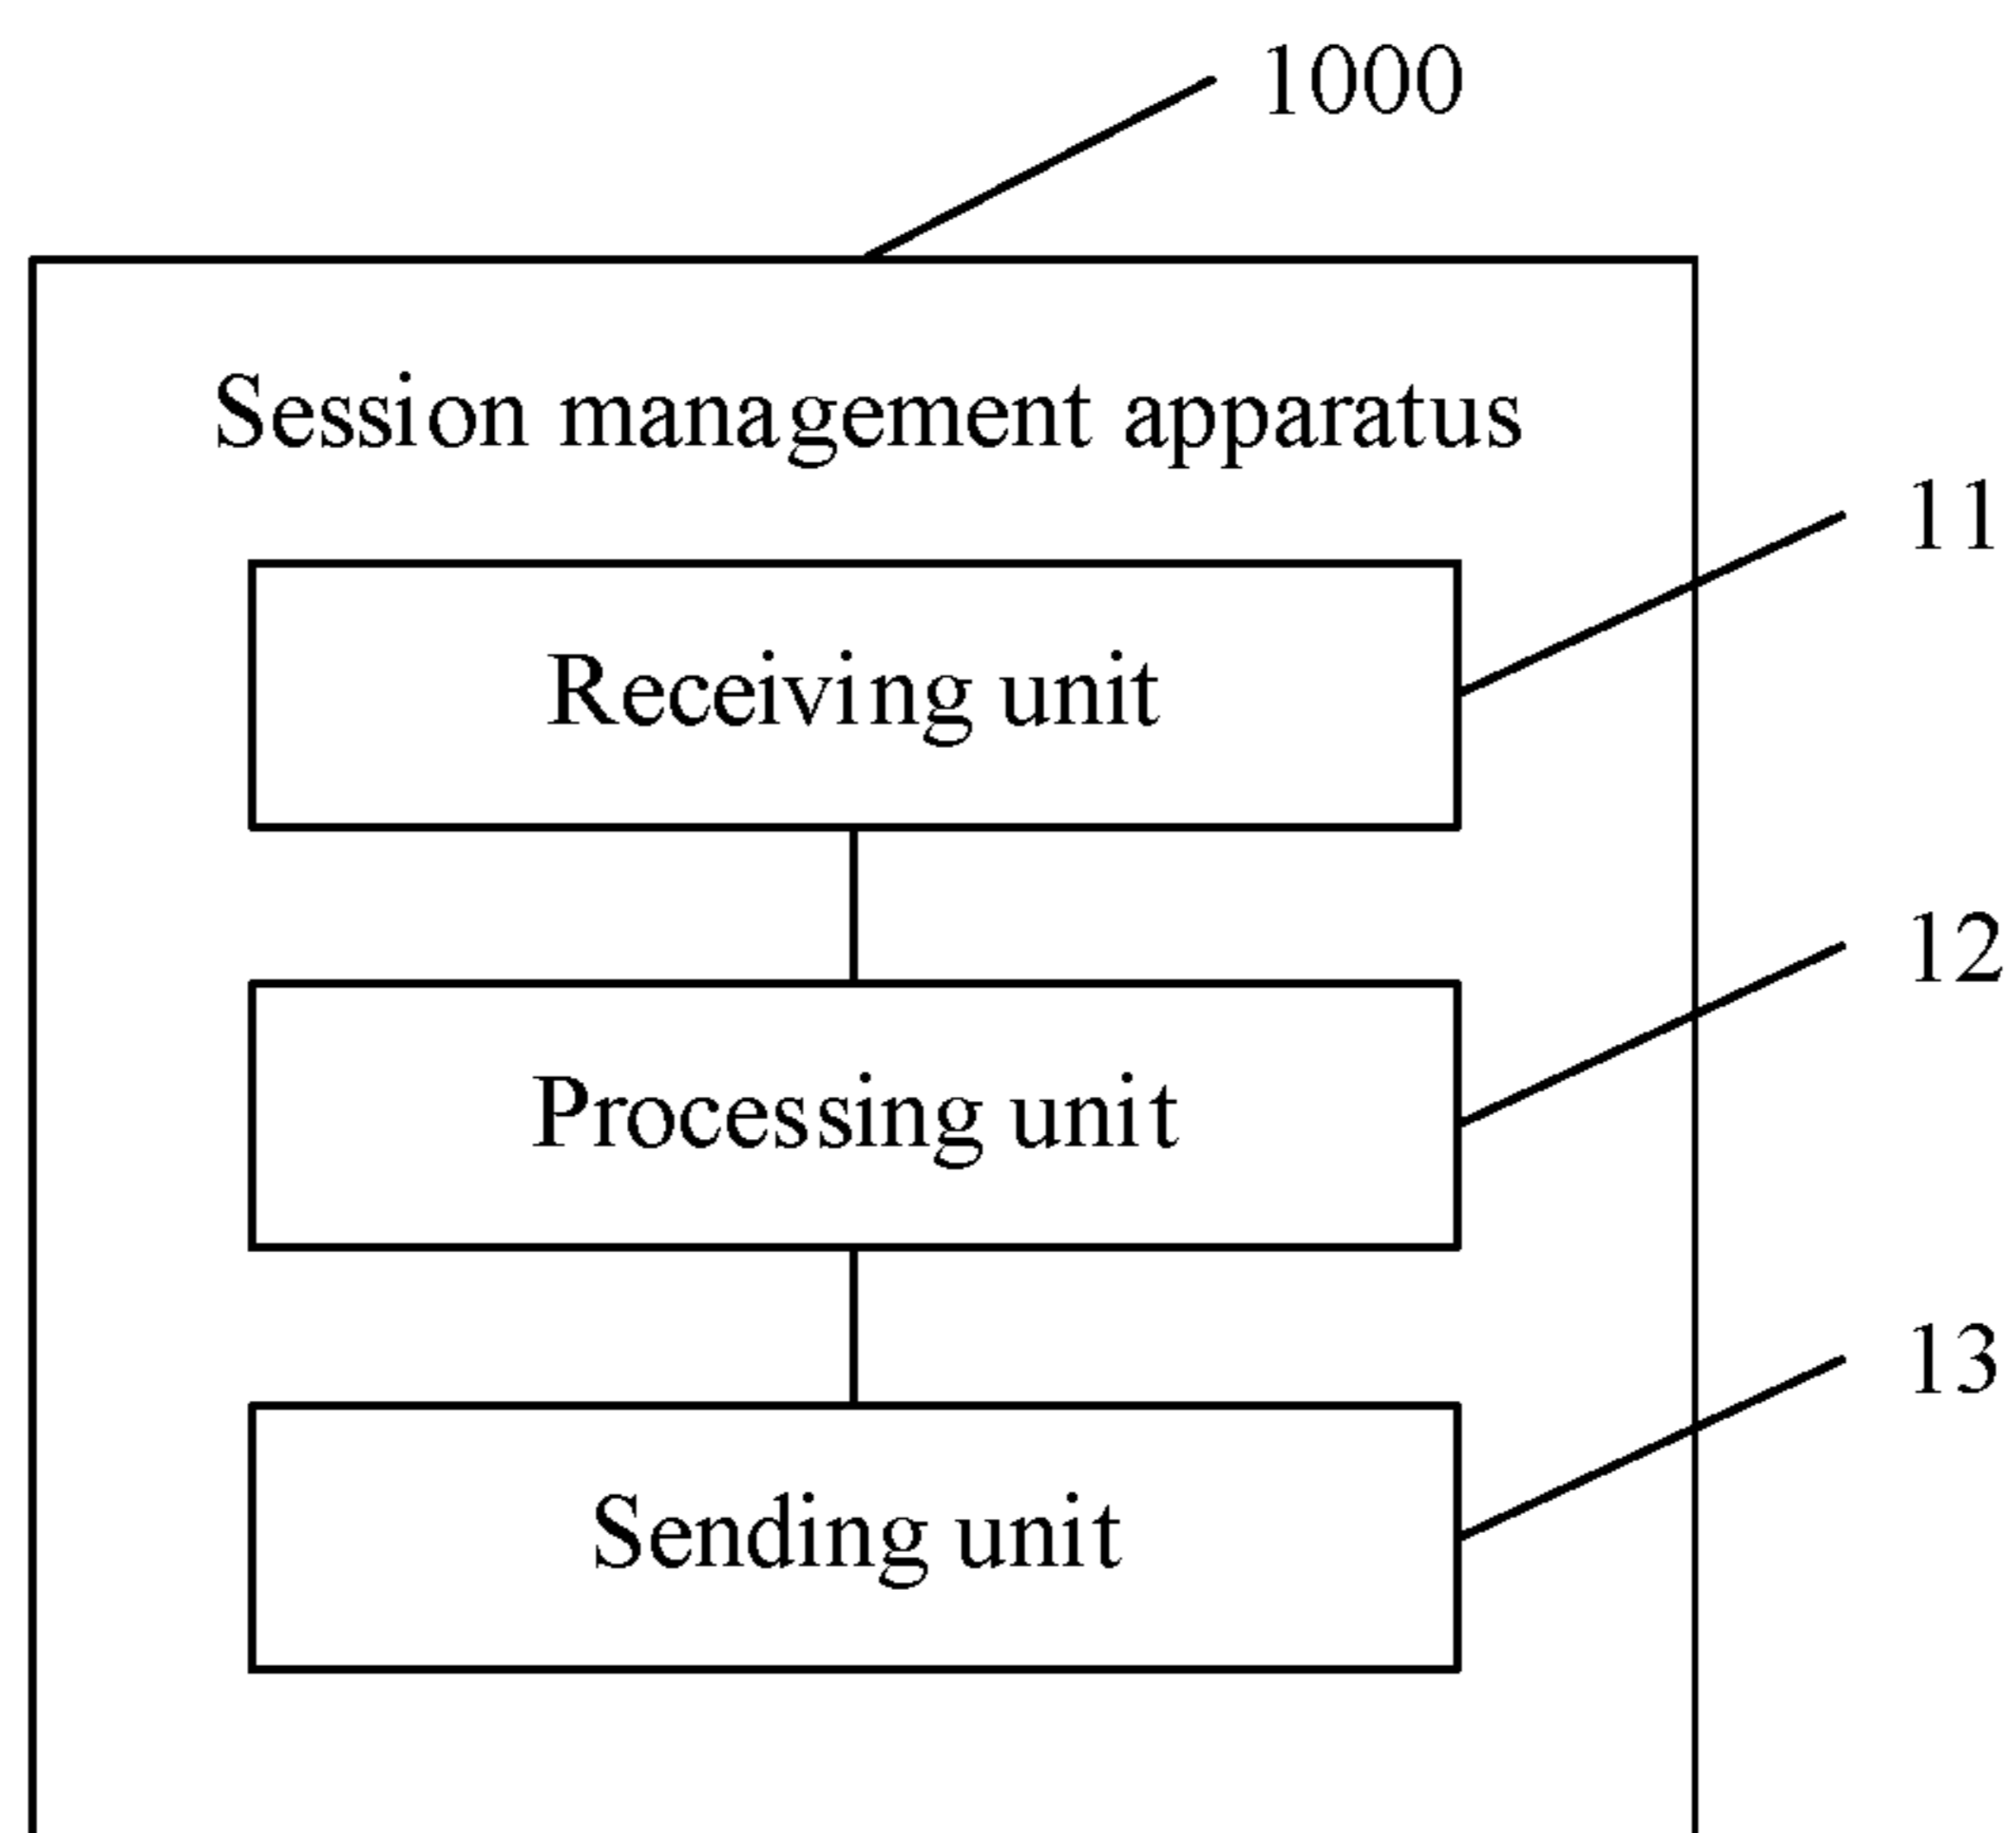 1000
Session management apparatus
11
Receiving unit
12
Processing unit
13
Sending unit